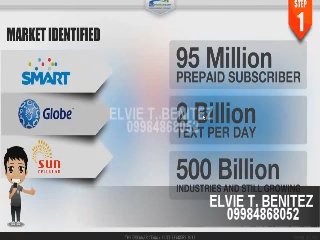 STEP
1
MARKET IDENTIFIED
95 Million
PREPAID SUBSCRIBER
SMART
Globe
ELVIE T. BENITEZ
09984868052
Billion
TEXT PER DAY
SUN
CELLULAR
500 Billion
INDUSTRIES AND STILL GROWING
ELVIE T. BENITEZ
09984868052